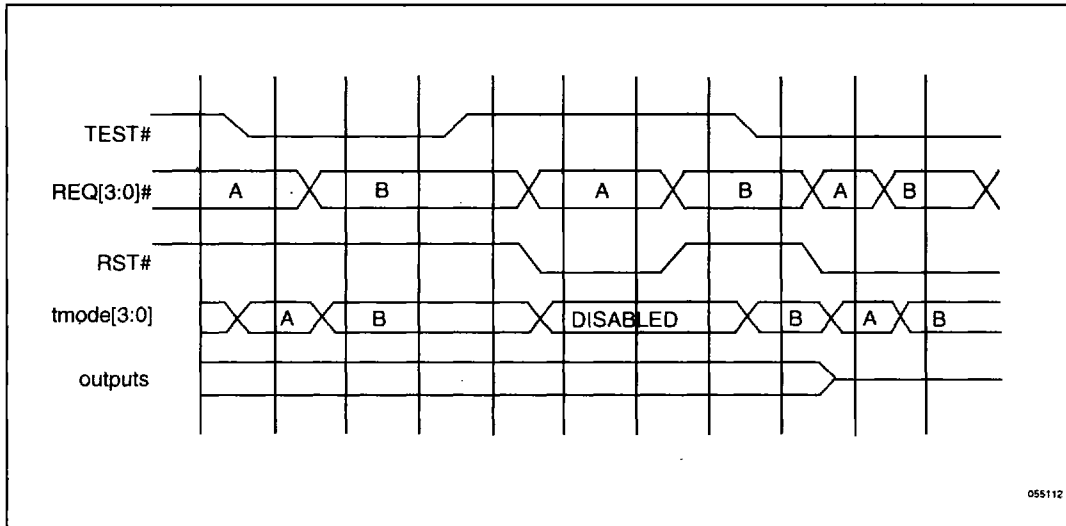 TEST#
REQ[3:0]# A B A B A B
RST#
tmode[3:0] A B DISABLED B A B
outputs
055112